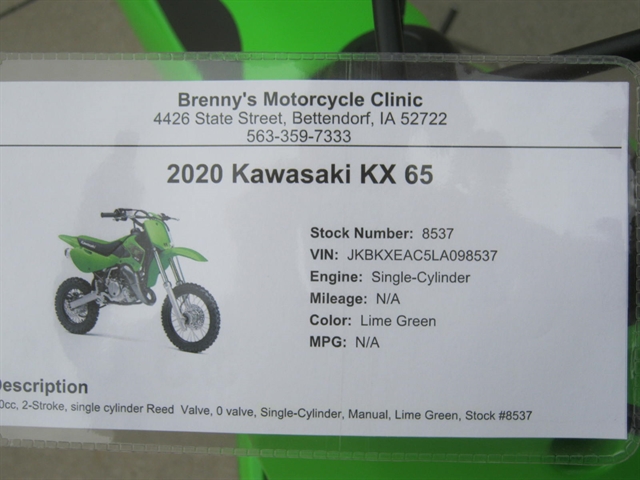 Brenny's Motorcycle Clinic
4426 State Street, Bettendorf, IA 52722
563-359-7333
2020 Kawasaki KX 65
Stock Number: 8537
VIN: JKBKXEAC5LA098537
Engine: Single-Cylinder
Mileage: N/A
Color: Lime Green
MPG: N/A
Description
0cc, 2-Stroke, single cylinder Reed Valve, 0 valve, Single-Cylinder, Manual, Lime Green, Stock #8537